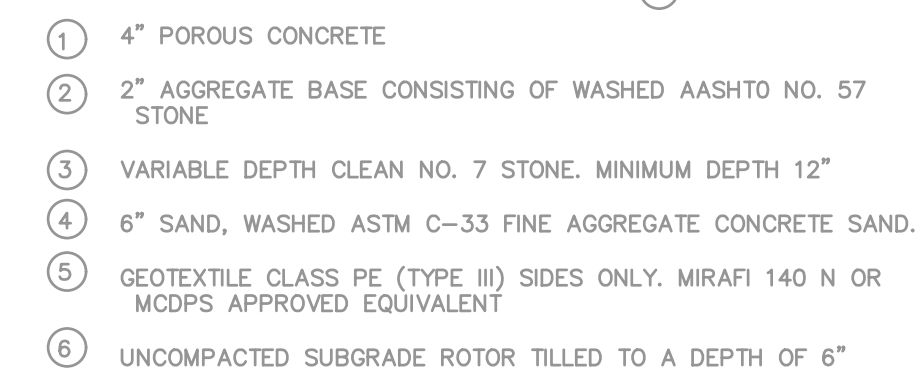 1 4” POROUS CONCRETE
2 2” AGGREGATE BASE CONSISTING OF WASHED AASHTO NO. 57
STONE
3 VARIABLE DEPTH CLEAN NO. 7 STONE. MINIMUM DEPTH 12”
4 6” SAND, WASHED ASTM C–33 FINE AGGREGATE CONCRETE SAND.
5 GEOTEXTILE CLASS PE (TYPE III) SIDES ONLY. MIRAFI 140 N OR
MCDPS APPROVED EQUIVALENT
6 UNCOMPACTED SUBGRADE ROTOR TILLED TO A DEPTH OF 6”